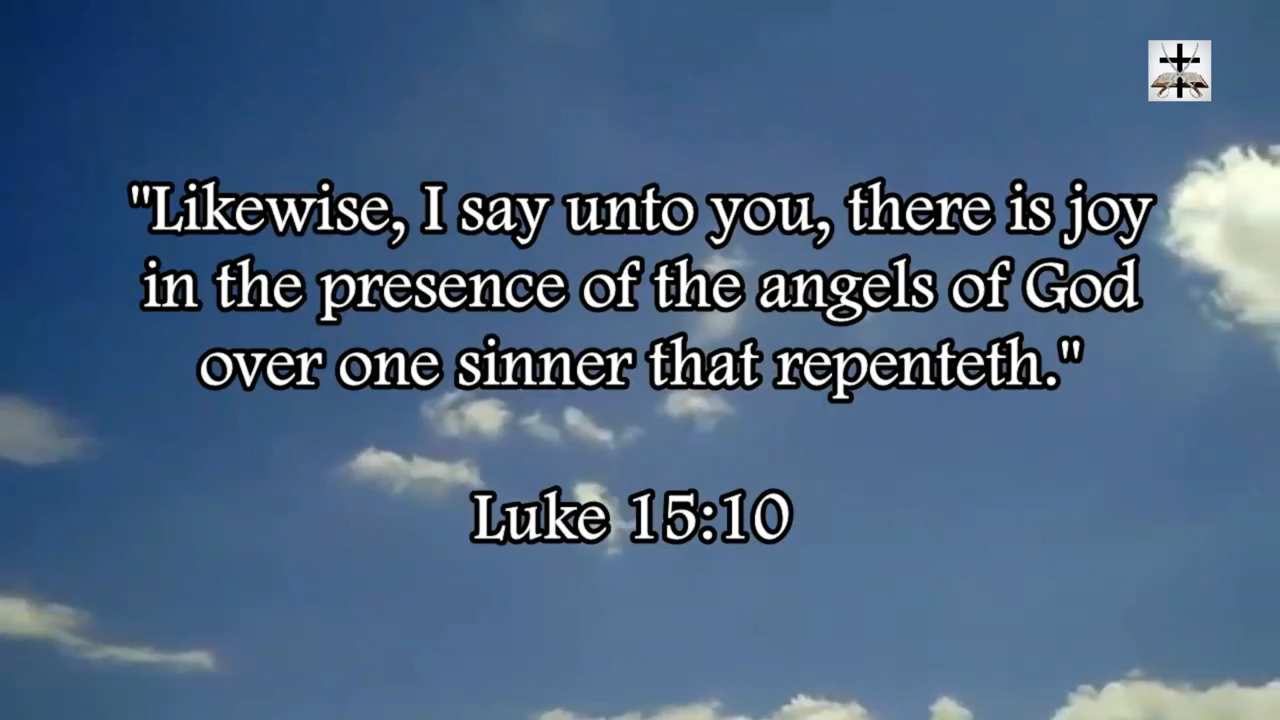 "Likewise, I say unto you, there is joy
in the presence of the angels of God
over one sinner that repenteth."
Luke 15:10